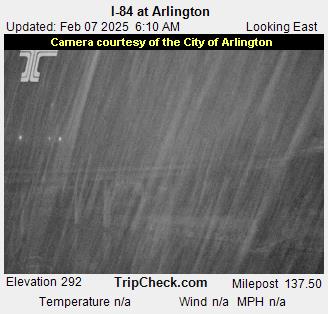 I-84 at Arlington
Updated: Feb 07 2025 6:10 AM Looking East
Camera courtesy of the City of Arlington
Elevation 292 TripCheck.com Milepost 137.50
Temperature n/a Wind n/a MPH n/a